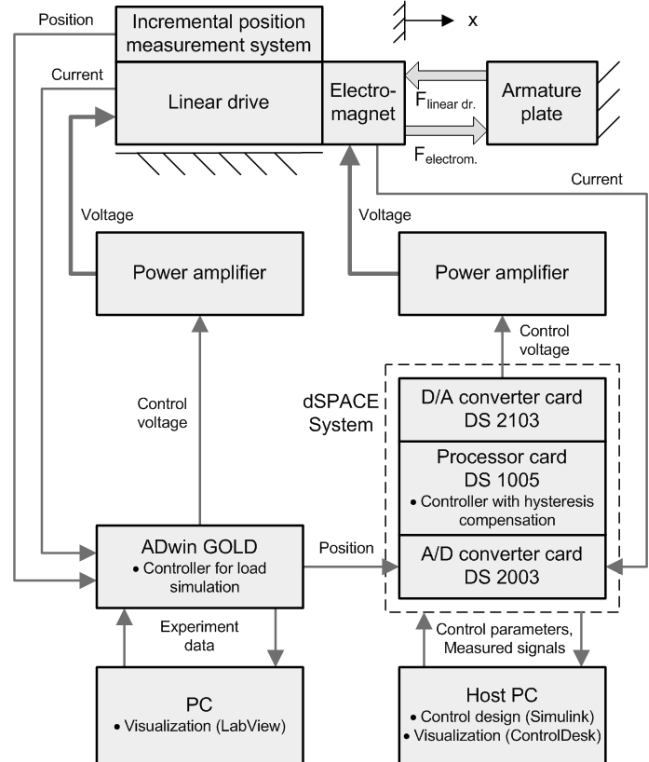 Position
Incremental position
measurement system
x
Current
Linear drive
Electro-
magnet
F linear dr.
Armature
plate
F electrom.
Current
Voltage
Voltage
Power amplifier
Power amplifier
Control
voltage
Control
voltage
dSPACE
System
D/A converter card
DS 2103
Processor card
DS 1005
• Controller with hysteresis
compensation
ADwin GOLD
• Controller for load
simulation
Position
A/D converter card
DS 2003
Experiment
data
Control parameters,
Measured signals
PC
• Visualization (LabView)
Host PC
• Control design (Simulink)
• Visualization (ControlDesk)